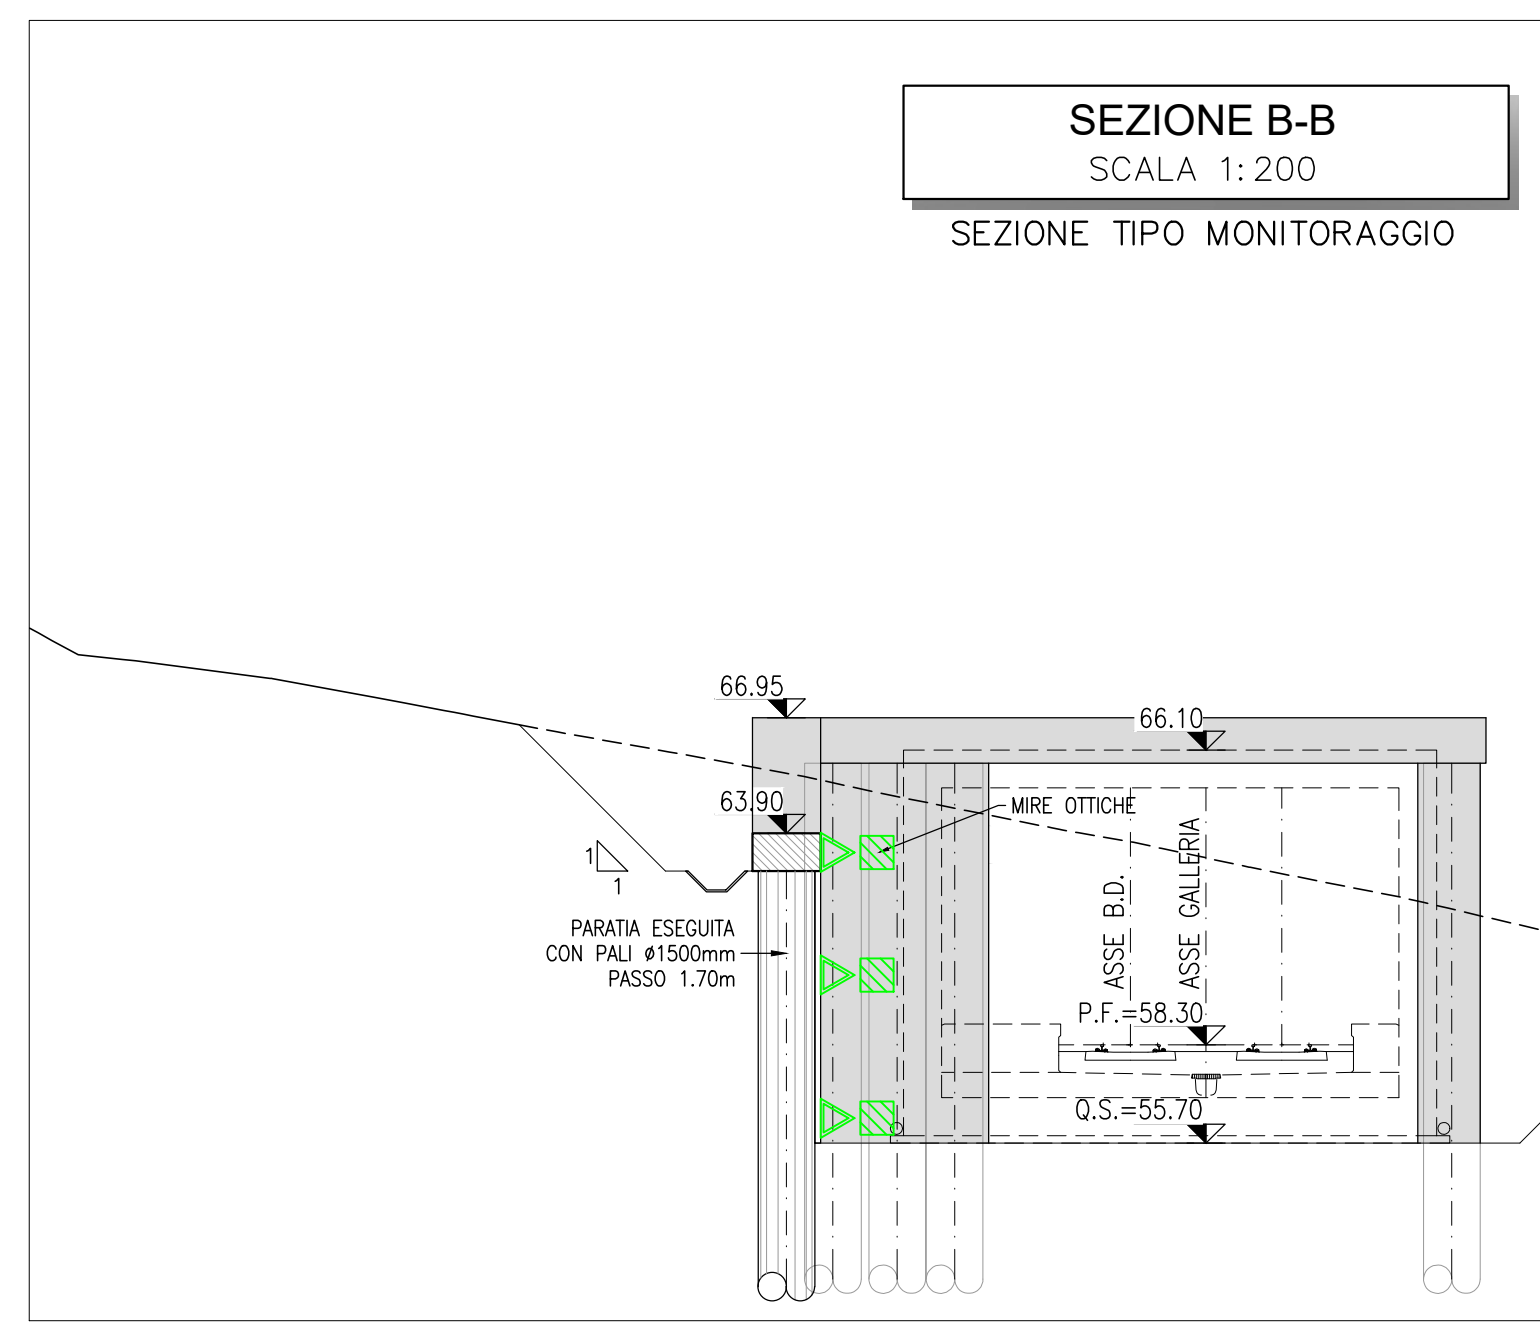 SEZIONE B-B
SCALA 1:200
SEZIONE TIPO MONITORAGGIO
66.95
66.10
63.90
MIRE OTTICHE
1
1
ASSE B.D.
ASSE GALLERIA
PARATIA ESEGUITA
CON PALI ø1500mm
PASSO 1.70m
P.F.=58.30
Q.S.=55.70